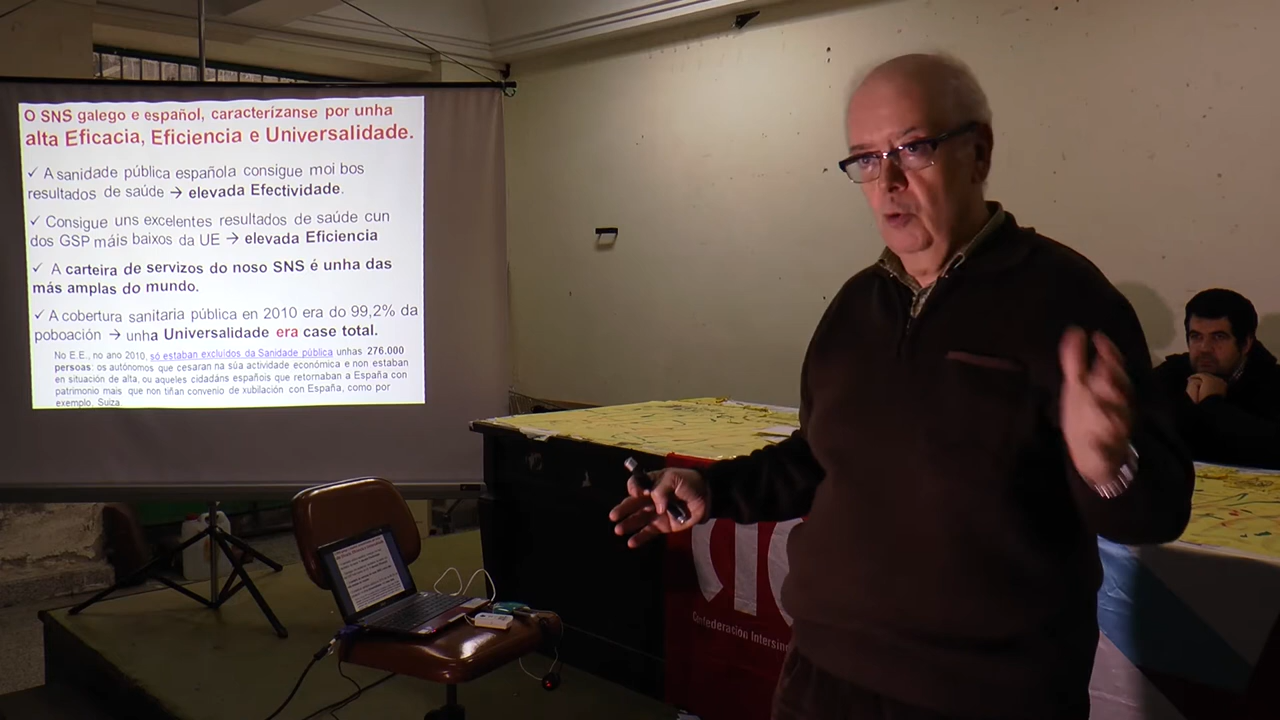 O SNS galego e español, caracterízanse por unha
alta Eficacia, Eficiencia e Universalidade.
✓ A sanidade pública española consigue moi bos
resultados de saúde → elevada Efectividade.
✓ Consigue uns excelentes resultados de saúde cun
dos GSP máis baixos da UE → elevada Eficiencia
✓ A carteira de servizos do noso SNS é unha das
más amplas do mundo.
✓ A cobertura sanitaria pública en 2010 era do 99,2% da
poboación → unha Universalidade era case total.
No E.E., no ano 2010, só estaban excluídos da Sanidade pública unhas 276.000
persoas: os autónomos que cesaran na súa actividade económica e non estaban
en situación de alta, ou aqueles cidadáns españois que retornaban a España con
patrimonio mais que non tiñan convenio de xubilación con España, como por
exemplo, Suiza.
CIG
Confederacion Intersin